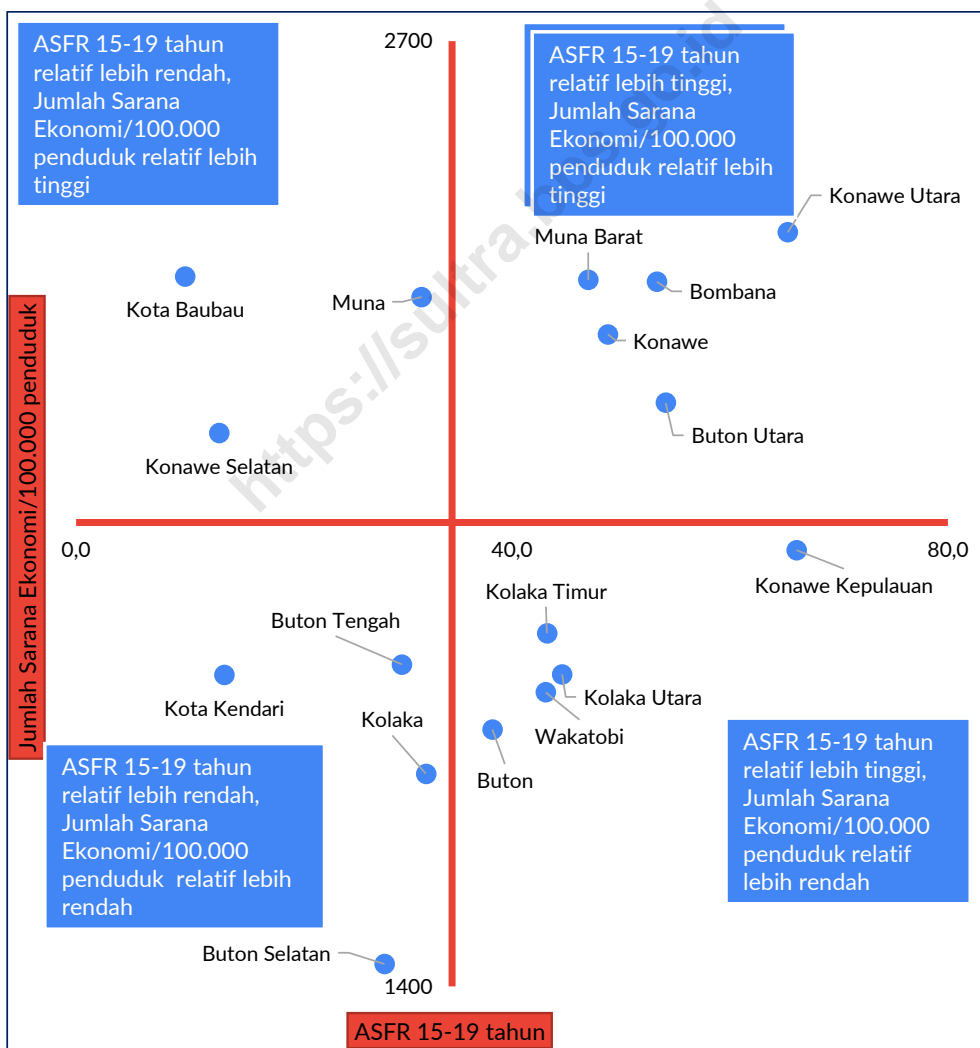 ASFR 15-19 tahun
relatif lebih rendah,
Jumlah Sarana
Ekonomi/100.000
penduduk relatif lebih
tinggi
2700
ASFR 15-19 tahun
relatif lebih tinggi,
Jumlah Sarana
Ekonomi/100.000
penduduk relatif lebih
tinggi
Konawe Utara
Muna Barat
Bombana
Kota Baubau
Muna
Konawe
Buton Utara
Konawe Selatan
https://sultra.bps.go.id
Jumlah Sarana Ekonomi/100.000 penduduk
0,0
40,0
80,0
Konawe Kepulauan
Kolaka Timur
Buton Tengah
Kolaka Utara
Kota Kendari
Kolaka
Wakatobi
Buton
ASFR 15-19 tahun
relatif lebih rendah,
Jumlah Sarana
Ekonomi/100.000
penduduk relatif lebih
rendah
ASFR 15-19 tahun
relatif lebih tinggi,
Jumlah Sarana
Ekonomi/100.000
penduduk relatif
lebih rendah
Buton Selatan
1400
ASFR 15-19 tahun